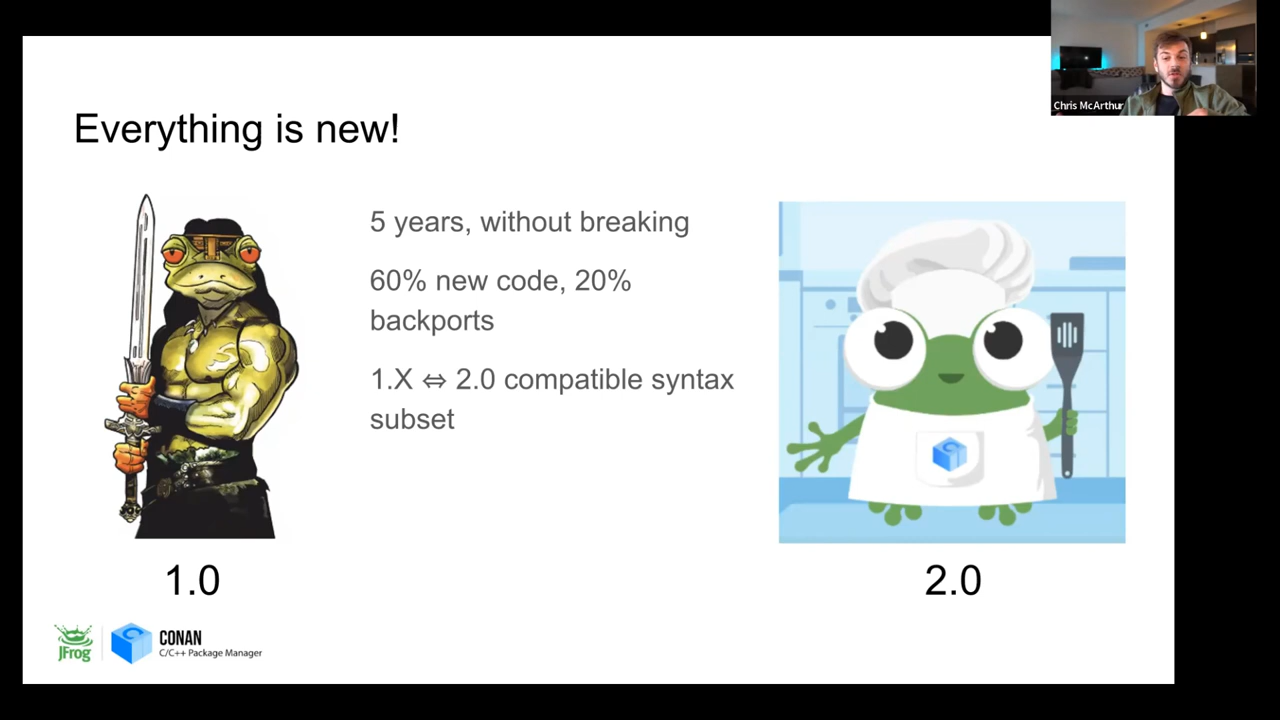 Chris McArthur
Everything is new!
5 years, without breaking
60% new code, 20%
backports
1.X ⇔ 2.0 compatible syntax
subset
1.0
2.0
JFrog
CONAN
C/C++ Package Manager